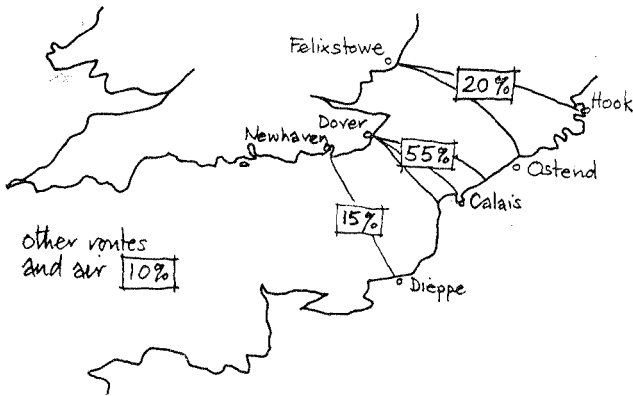 Felixstowe
20%
Hook
Dover
Newhaven
55%
Ostend
Calais
15%
other routes
and air 10%
Dieppe